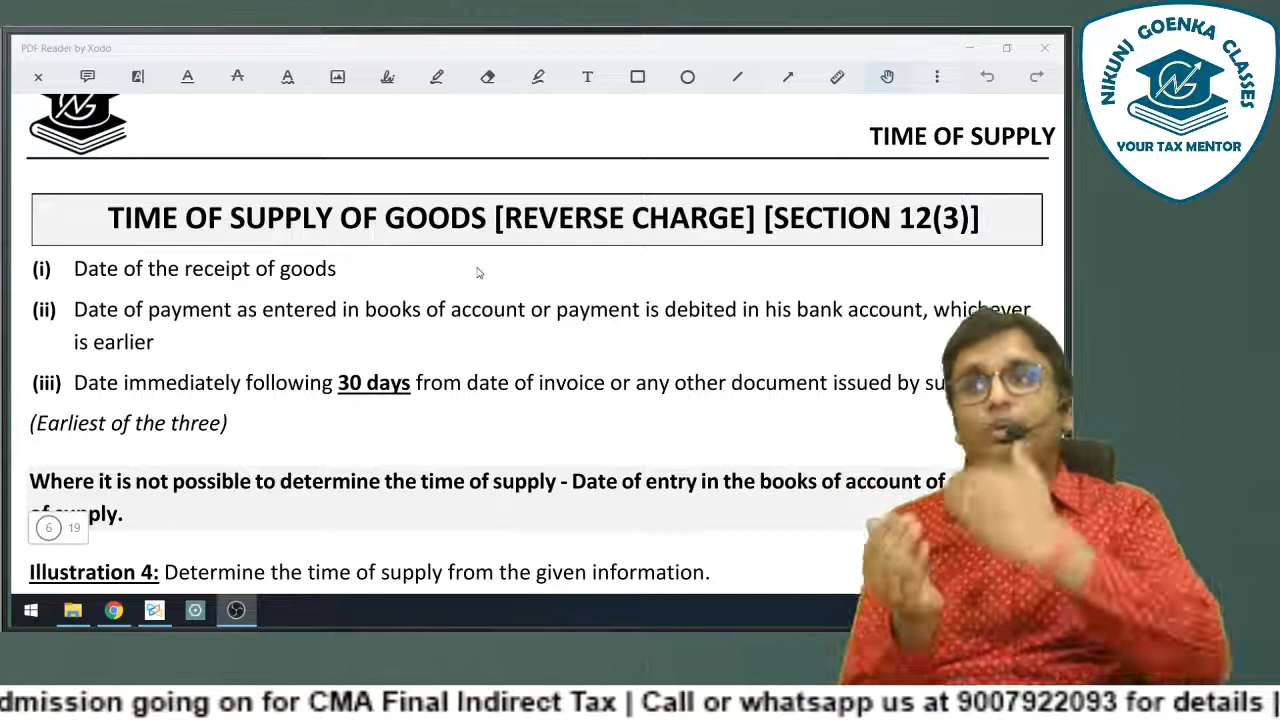 PDF Reader by Xodo
NIKUNJ GOENKA CLASSES
YOUR TAX MENTOR
TIME OF SUPPLY
TIME OF SUPPLY OF GOODS [REVERSE CHARGE] [SECTION 12(3)]
(i) Date of the receipt of goods
(ii) Date of payment as entered in books of account or payment is debited in his bank account, whichever
is earlier
(iii) Date immediately following 30 days from date of invoice or any other document issued by
(Earliest of the three)
Where it is not possible to determine the time of supply - Date of entry in the books of account of
of supply.
6 19
Illustration 4: Determine the time of supply from the given information.
dmission going on for CMA Final Indirect Tax | Call or whatsapp us at 9007922093 for details |